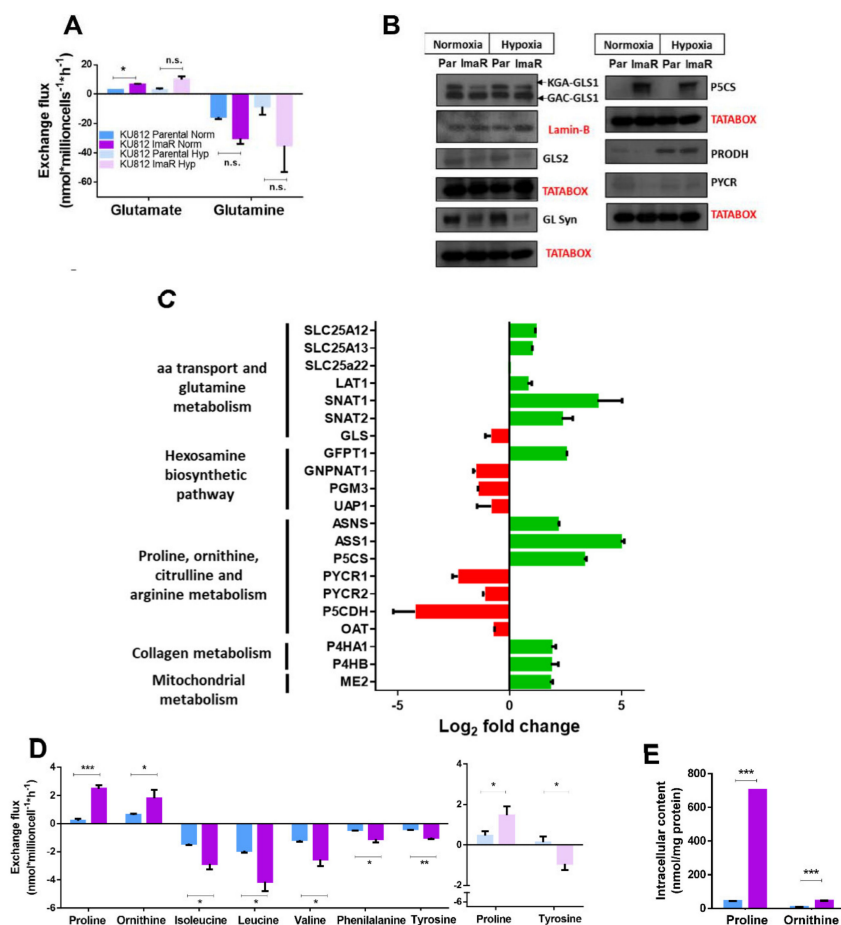 A
Exchange flux
(nmol*millioncells⁻¹*h⁻¹)
20
0
-20
-40
-60
*
n.s.
n.s.
n.s.
KU812 Parental Norm
KU812 ImaR Norm
KU812 Parental Hyp
KU812 ImaR Hyp
Glutamate
Glutamine
B
Normoxia
Hypoxia
Par ImaR Par ImaR
KGA-GLS1
GAC-GLS1
Lamin-B
GLS2
TATABOX
GL Syn
TATABOX
Normoxia
Hypoxia
Par ImaR Par ImaR
P5CS
TATABOX
PRODH
PYCR
TATABOX
C
aa transport and
glutamine
metabolism
Hexosamine
biosynthetic
pathway
Proline, ornithine,
citrulline and
arginine metabolism
Collagen metabolism
Mitochondrial
metabolism
SLC25A12
SLC25A13
SLC25a22
LAT1
SNAT1
SNAT2
GLS
GFPT1
GNPNAT1
PGM3
UAP1
ASNS
ASS1
P5CS
PYCR1
PYCR2
P5CDH
OAT
P4HA1
P4HB
ME2
-5
0
5
Log₂ fold change
D
Exchange flux
(nmol*millioncell⁻¹*h⁻¹)
4
2
0
-2
-4
-6
***
*
*
*
*
*
**
Proline
Ornithine
Isoleucine
Leucine
Valine
Phenilalanine
Tyrosine
4
2
0
-2
-6
*
*
Proline
Tyrosine
E
Intracellular content
(nmol/mg protein)
800
600
400
200
0
***
***
Proline
Ornithine